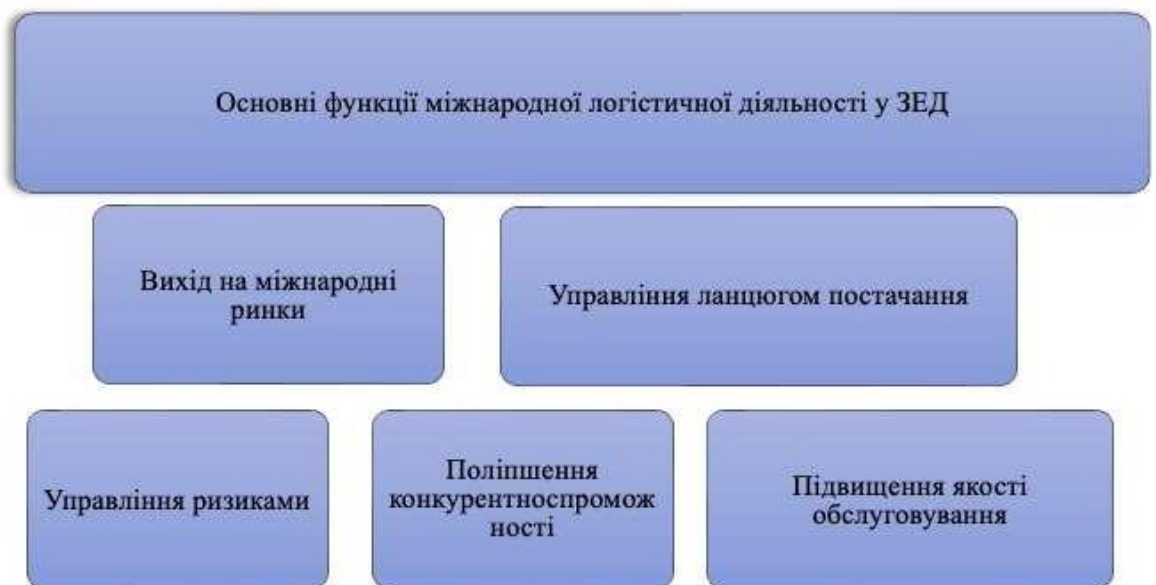 Основні функції міжнародної логістичної діяльності у ЗЕД
Вихід на міжнародні
ринки
Управління ланцюгом постачання
Управління ризиками
Поліпшення
конкурентноспромож
ності
Підвищення якості
обслуговування